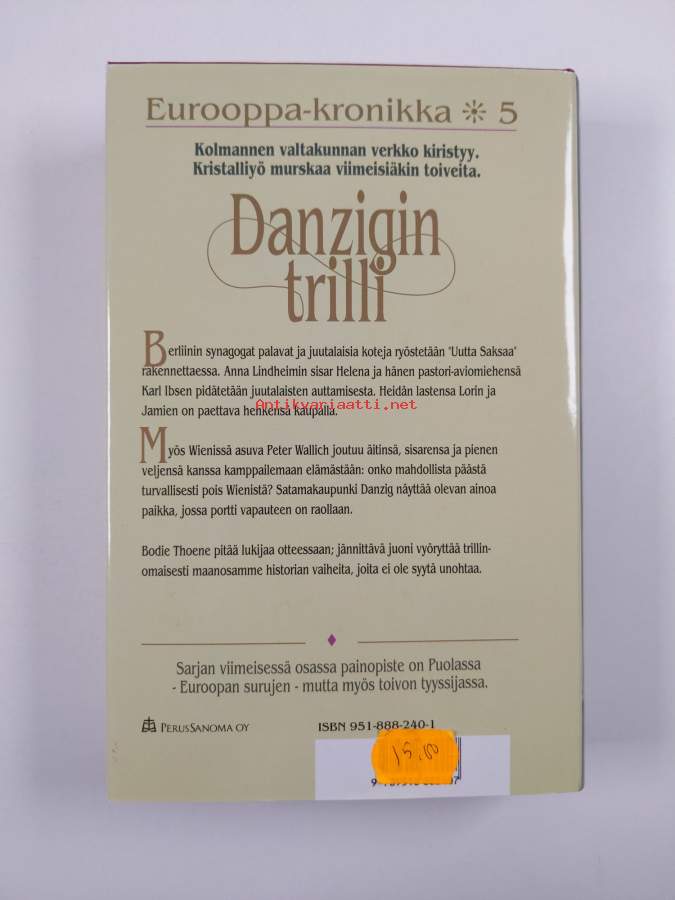 Eurooppa-kronikka ☼ 5
Kolmannen valtakunnan verkko kiristyy.
Kristalliyö murskaa viimeisiäkin toiveita.
Danzigin
trilli
Berliinin synagogat palavat ja juutalaisia koteja ryöstetään "Uutta Saksaa"
rakennettaessa. Anna Lindheimin sisar Helena ja hänen pastori-aviomiehensä
Karl Ibsen pidätetään juutalaisten auttamisesta. Heidän lastensa Lorin ja
Jamien on paettava henkensä kaupalla.
Antikvariaatti.net
Myös Wienissä asuva Peter Wallich joutuu äitinsä, sisarensa ja pienen
veljensä kanssa kamppailemaan elämästään: onko mahdollista päästä
turvallisesti pois Wienistä? Satamakaupunki Danzig näyttää olevan ainoa
paikka, jossa portti vapauteen on raollaan.
Bodie Thoene pitää lukijaa otteessaan; jännittävä juoni vyöryttää trillin-
omaisesti maanosamme historian vaiheita, joita ei ole syytä unohtaa.
Sarjan viimeisessä osassa painopiste on Puolassa
- Euroopan surujen - mutta myös toivon tyyssijassa.
PERUSSANOMA OY
ISBN 951-888-240-1
15,00